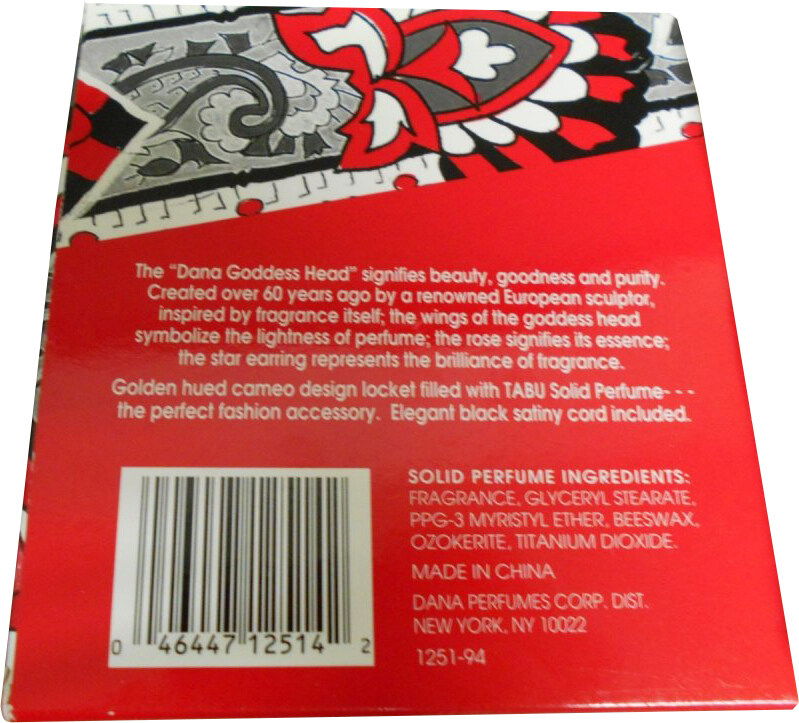 The "Dana Goddess Head" signifies beauty, goodness and purity.
Created over 60 years ago by a renowned European sculptor,
inspired by fragrance itself; the wings of the goddess head
symbolize the lightness of perfume; the rose signifies its essence;
the star earring represents the brilliance of fragrance.
Golden hued cameo design locket filled with TABU Solid Perfume- - -
the perfect fashion accessory. Elegant black satiny cord included.
SOLID PERFUME INGREDIENTS:
FRAGRANCE, GLYCERYL STEARATE,
PPG-3 MYRISTYL ETHER, BEESWAX,
OZOKERITE, TITANIUM DIOXIDE.
MADE IN CHINA
DANA PERFUMES CORP. DIST.
NEW YORK, NY 10022
1251-94
0 46447 12514 2